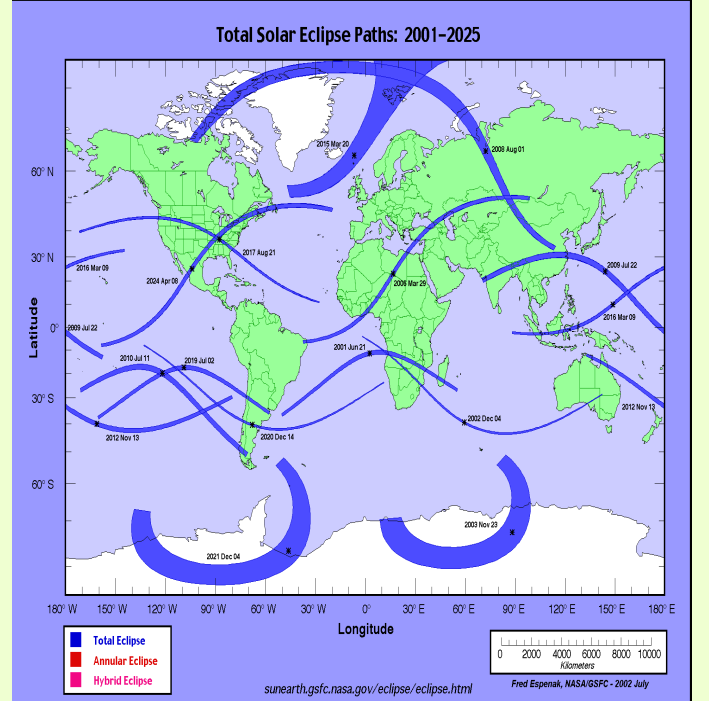 Total Solar Eclipse Paths: 2001–2025
2015 Mar 20
2008 Aug 01
60° N
2017 Aug 21
30° N
2016 Mar 09
2009 Jul 22
2024 Apr 08
2006 Mar 29
2016 Mar 09
Latitude
0°
2009 Jul 22
2001 Jun 21
2010 Jul 11
2019 Jul 02
30° S
2012 Nov 13
2002 Dec 04
2012 Nov 13
2020 Dec 14
60° S
2003 Nov 23
2021 Dec 04
180° W
150° W
120° W
90° W
60° W
30° W
0°
30° E
60° E
90° E
120° E
150° E
180° E
Longitude
Total Eclipse
Annular Eclipse
Hybrid Eclipse
0 2000 4000 6000 8000 10000
Kilometers
sunearth.gsfc.nasa.gov/eclipse/eclipse.html
Fred Espenak, NASA/GSFC - 2002 July